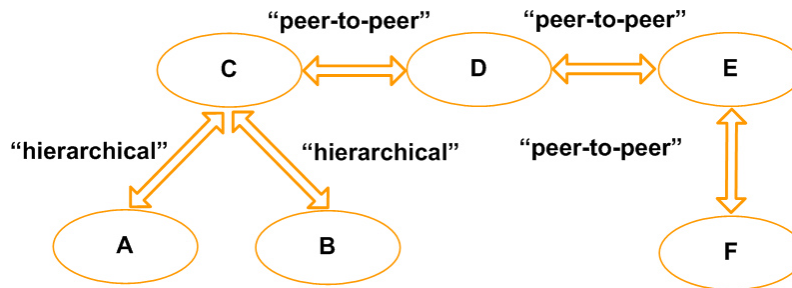 “peer-to-peer” “peer-to-peer”
C D E
“hierarchical” “hierarchical” “peer-to-peer”
A B F